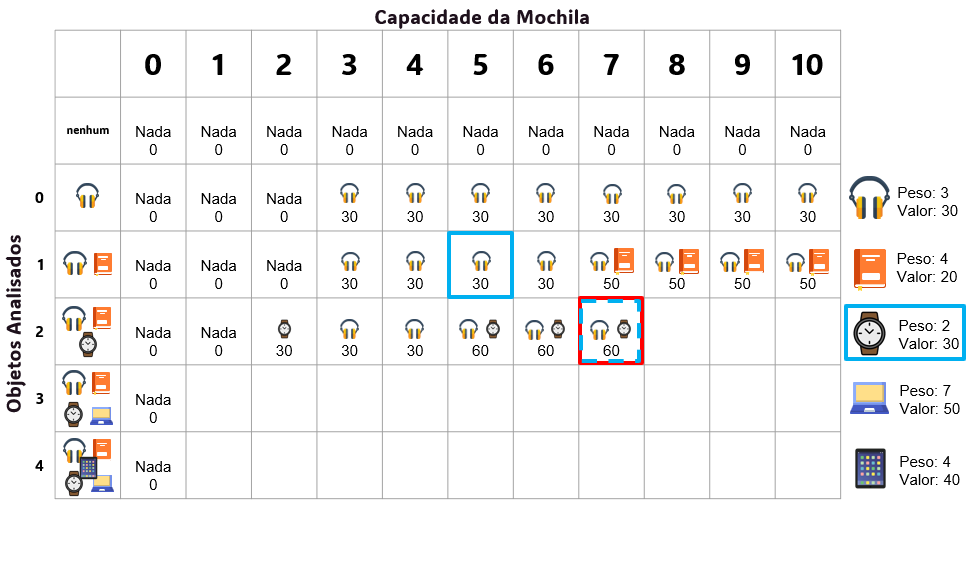 Capacidade da Mochila
0 1 2 3 4 5 6 7 8 9 10
Objetos Analisados
nenhum Nada Nada Nada Nada Nada Nada Nada Nada Nada Nada Nada
0 0 0 0 0 0 0 0 0 0 0
0 Nada Nada Nada
0 0 0 30 30 30 30 30 30 30 30
Peso: 3
Valor: 30
1 Nada Nada Nada
0 0 0 30 30 30 30 50 50 50 50
Peso: 4
Valor: 20
2 Nada Nada
0 0 30 30 30 60 60 60
Peso: 2
Valor: 30
3 Nada
0
Peso: 7
Valor: 50
4 Nada
0
Peso: 4
Valor: 40